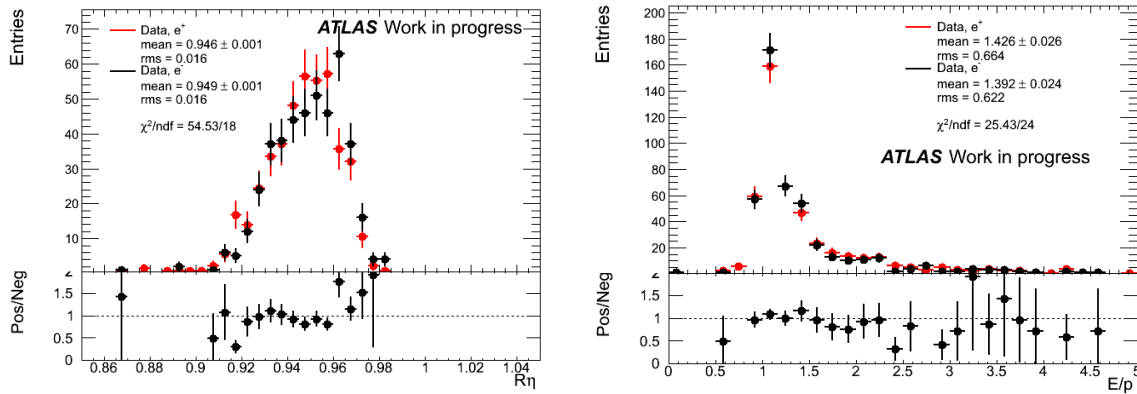 Entries
70
60
50
40
30
20
10
ATLAS Work in progress
Data, e+
mean = 0.946 ± 0.001
rms = 0.016
Data, e-
mean = 0.949 ± 0.001
rms = 0.016
χ²/ndf = 54.53/18
Pos/Neg
2
1.5
1
0.5
0
0.86 0.88 0.9 0.92 0.94 0.96 0.98 1 1.02 1.04
Rη
Entries
200
180
160
140
120
100
80
60
40
20
Data, e+
mean = 1.426 ± 0.026
rms = 0.664
Data, e-
mean = 1.392 ± 0.024
rms = 0.622
χ²/ndf = 25.43/24
ATLAS Work in progress
Pos/Neg
2
1.5
1
0.5
0
0 0.5 1 1.5 2 2.5 3 3.5 4 4.5 5
E/p